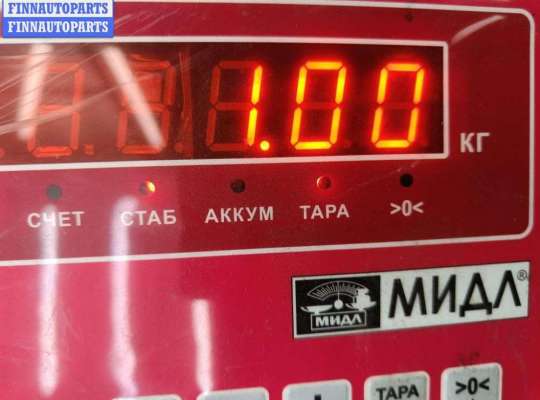 FINNAUTOPARTS
FINNAUTOPARTS
1.00
КГ
СЧЕТ СТАБ АККУМ ТАРА >0<
МИДЛ МИДЛ®
ТАРА >0<